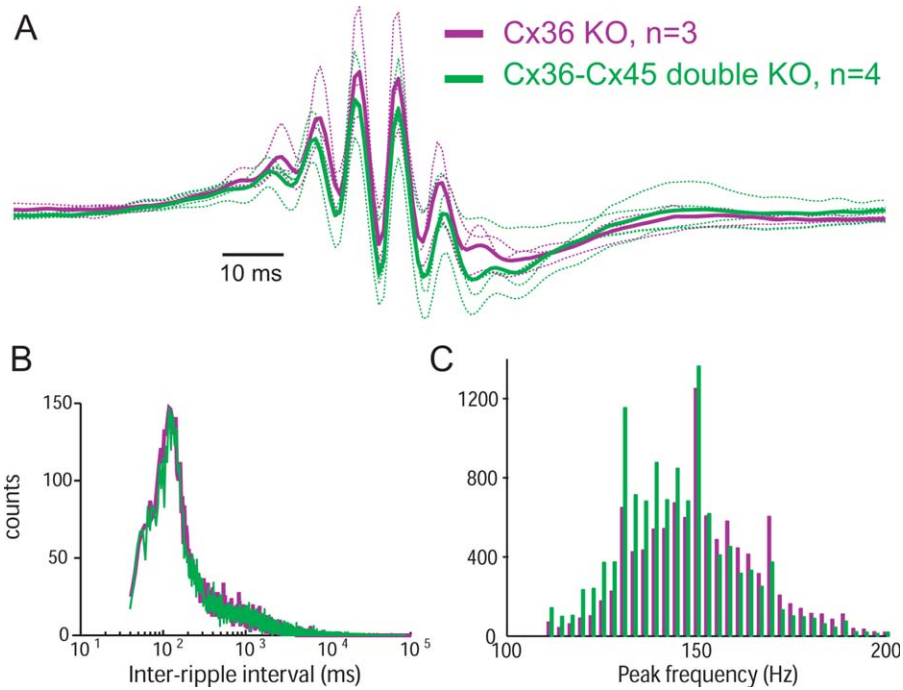 A
Cx36 KO, n=3
Cx36-Cx45 double KO, n=4
10 ms
B
150
100
50
0
counts
10 1
10 2
10 3
10 4
10 5
Inter-ripple interval (ms)
C
1200
800
400
0
100
150
200
Peak frequency (Hz)